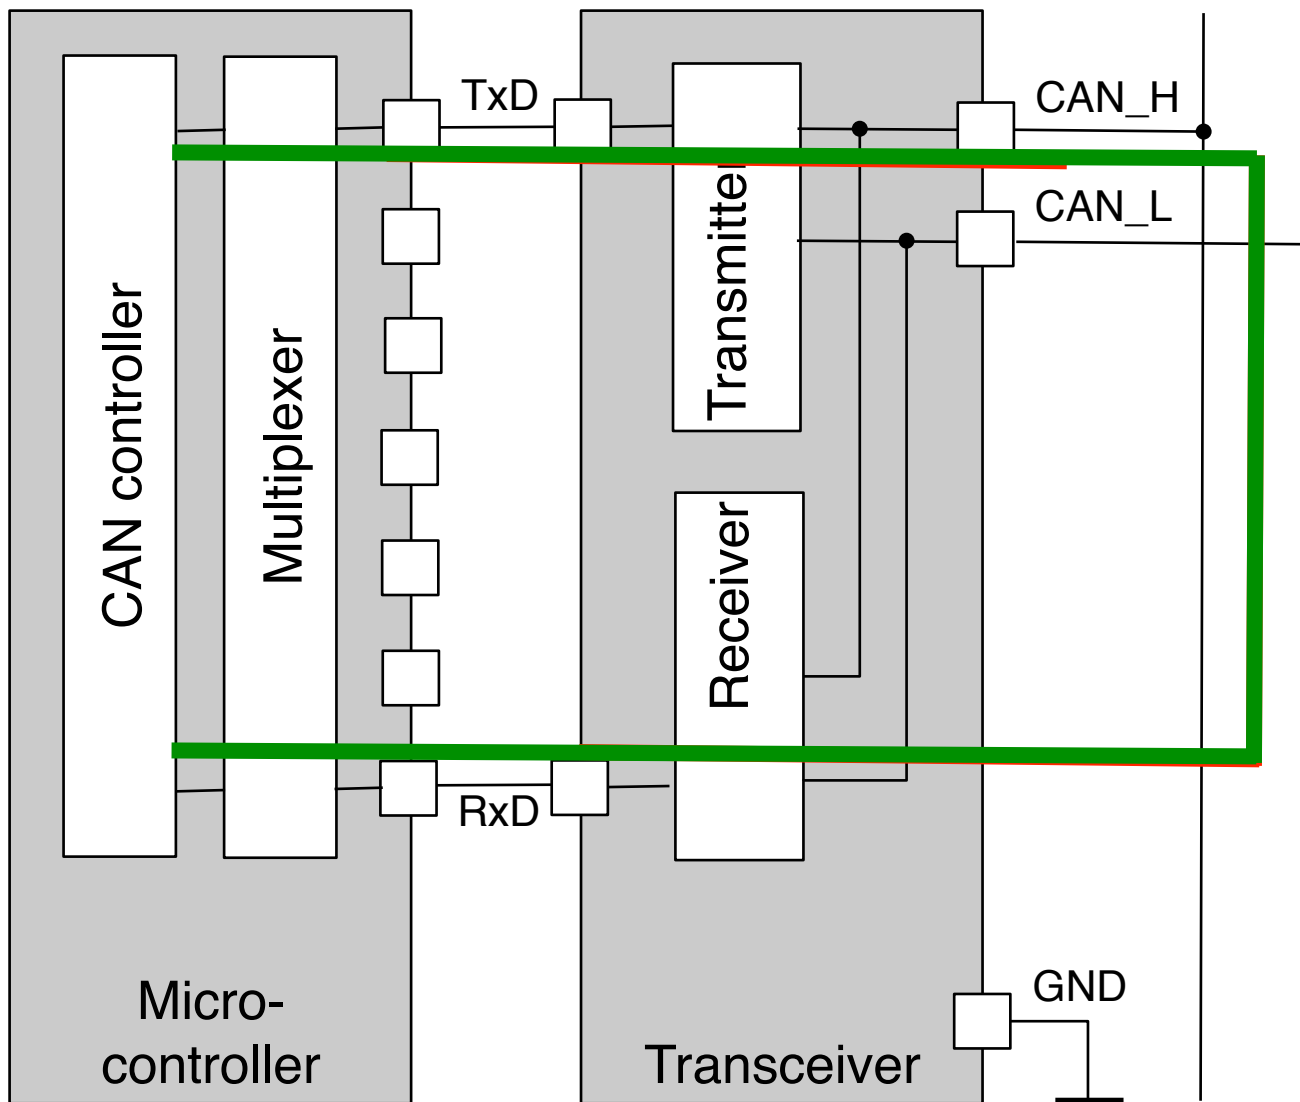 TxD
CAN_H
CAN_L
CAN controller
Multiplexer
Transmitter
Receiver
RxD
GND
Micro-
controller
Transceiver